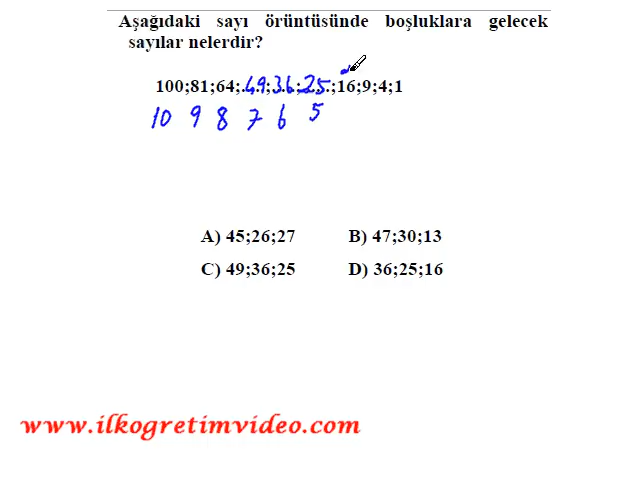 Aşağıdaki sayı örüntüsünde boşluklara gelecek
sayılar nelerdir?
100;81;64;.49.;.36.;.25.;16;9;4;1
10 9 8 7 6 5
A) 45;26;27 B) 47;30;13
C) 49;36;25 D) 36;25;16
www.ilkogretimvideo.com